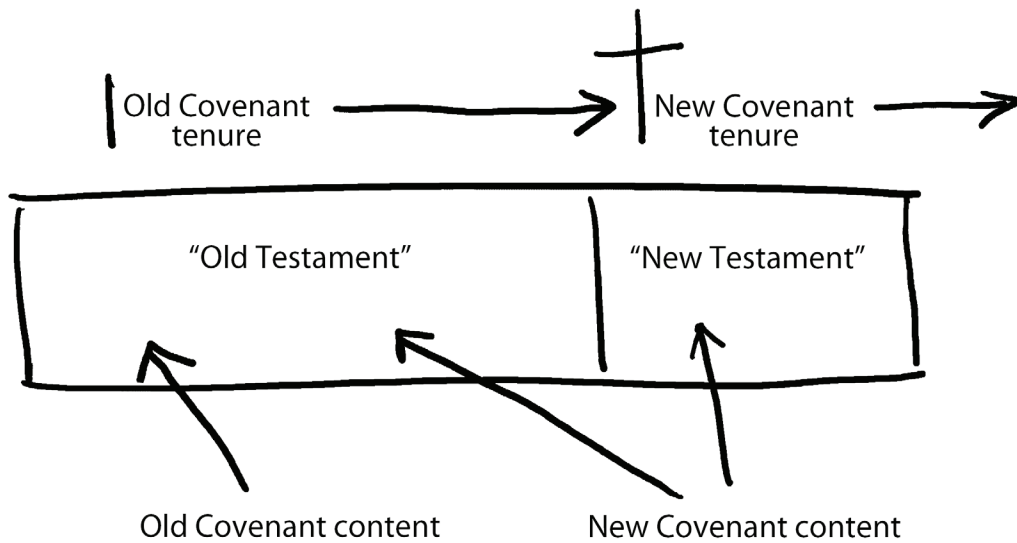 Old Covenant
tenure
New Covenant
tenure
“Old Testament”
“New Testament”
Old Covenant content
New Covenant content